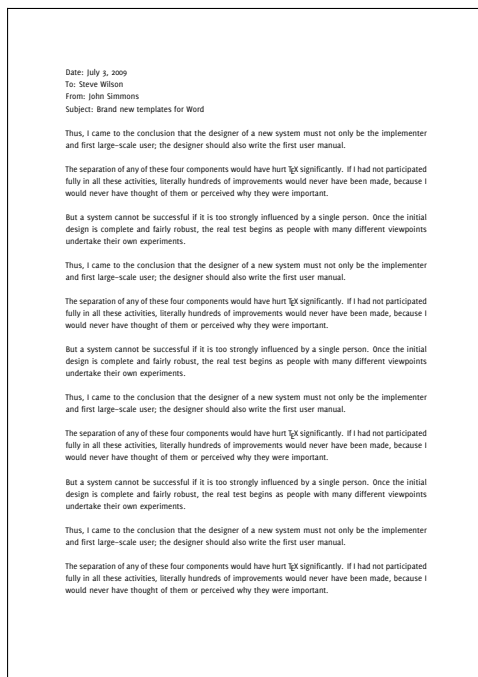 Date: July 3, 2009
To: Steve Wilson
From: John Simmons
Subject: Brand new templates for Word
Thus, I came to the conclusion that the designer of a new system must not only be the implementer
and first large-scale user; the designer should also write the first user manual.
The separation of any of these four components would have hurt TEX significantly. If I had not participated
fully in all these activities, literally hundreds of improvements would never have been made, because I
would never have thought of them or perceived why they were important.
But a system cannot be successful if it is too strongly influenced by a single person. Once the initial
design is complete and fairly robust, the real test begins as people with many different viewpoints
undertake their own experiments.
Thus, I came to the conclusion that the designer of a new system must not only be the implementer
and first large-scale user; the designer should also write the first user manual.
The separation of any of these four components would have hurt TEX significantly. If I had not participated
fully in all these activities, literally hundreds of improvements would never have been made, because I
would never have thought of them or perceived why they were important.
But a system cannot be successful if it is too strongly influenced by a single person. Once the initial
design is complete and fairly robust, the real test begins as people with many different viewpoints
undertake their own experiments.
Thus, I came to the conclusion that the designer of a new system must not only be the implementer
and first large-scale user; the designer should also write the first user manual.
The separation of any of these four components would have hurt TEX significantly. If I had not participated
fully in all these activities, literally hundreds of improvements would never have been made, because I
would never have thought of them or perceived why they were important.
But a system cannot be successful if it is too strongly influenced by a single person. Once the initial
design is complete and fairly robust, the real test begins as people with many different viewpoints
undertake their own experiments.
Thus, I came to the conclusion that the designer of a new system must not only be the implementer
and first large-scale user; the designer should also write the first user manual.
The separation of any of these four components would have hurt TEX significantly. If I had not participated
fully in all these activities, literally hundreds of improvements would never have been made, because I
would never have thought of them or perceived why they were important.